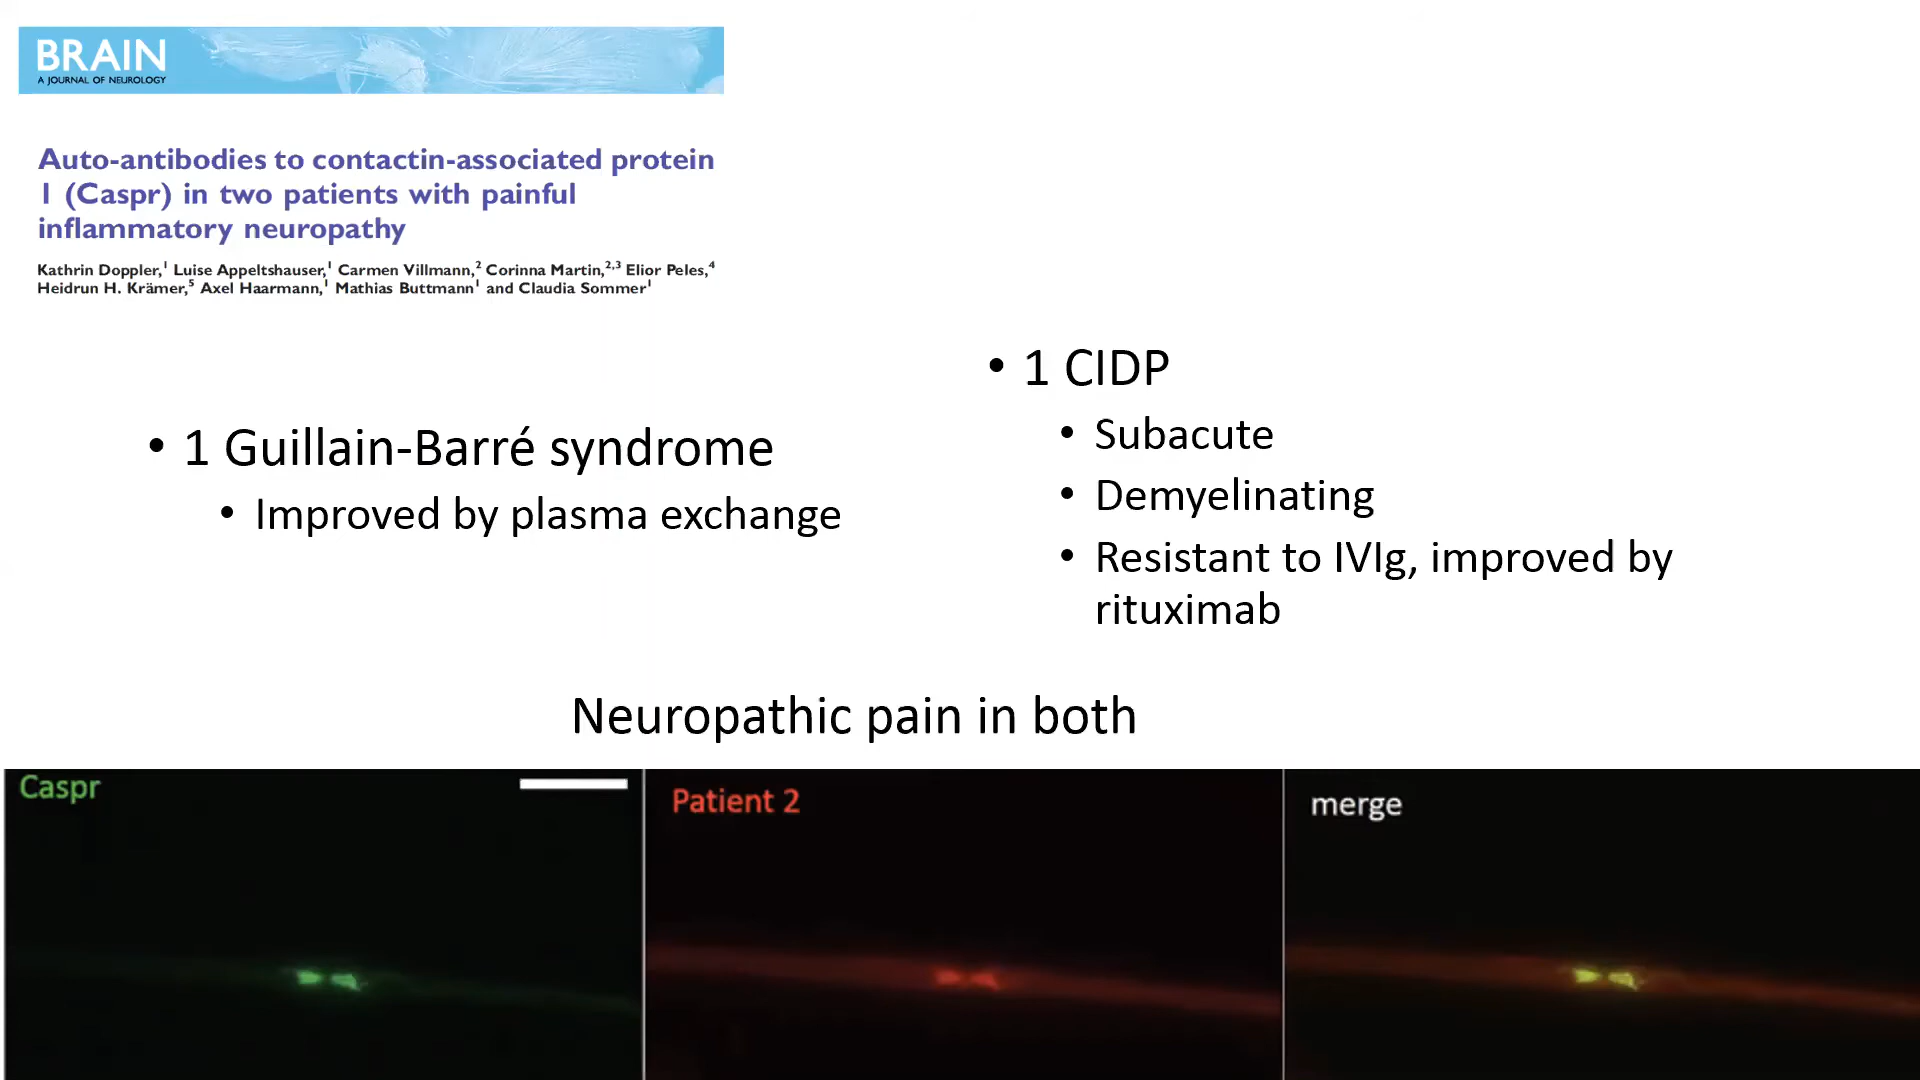 BRAIN
A JOURNAL OF NEUROLOGY
Auto-antibodies to contactin-associated protein
1 (Caspr) in two patients with painful
inflammatory neuropathy
Kathrin Doppler,¹ Luise Appeltshauser,¹ Carmen Villmann,² Corinna Martin,²,³ Elior Peles,⁴
Heidrun H. Krämer,⁵ Axel Haarmann,¹ Mathias Buttmann¹ and Claudia Sommer¹
• 1 Guillain-Barré syndrome
• Improved by plasma exchange
• 1 CIDP
• Subacute
• Demyelinating
• Resistant to IVIg, improved by
rituximab
Neuropathic pain in both
Caspr
Patient 2
merge